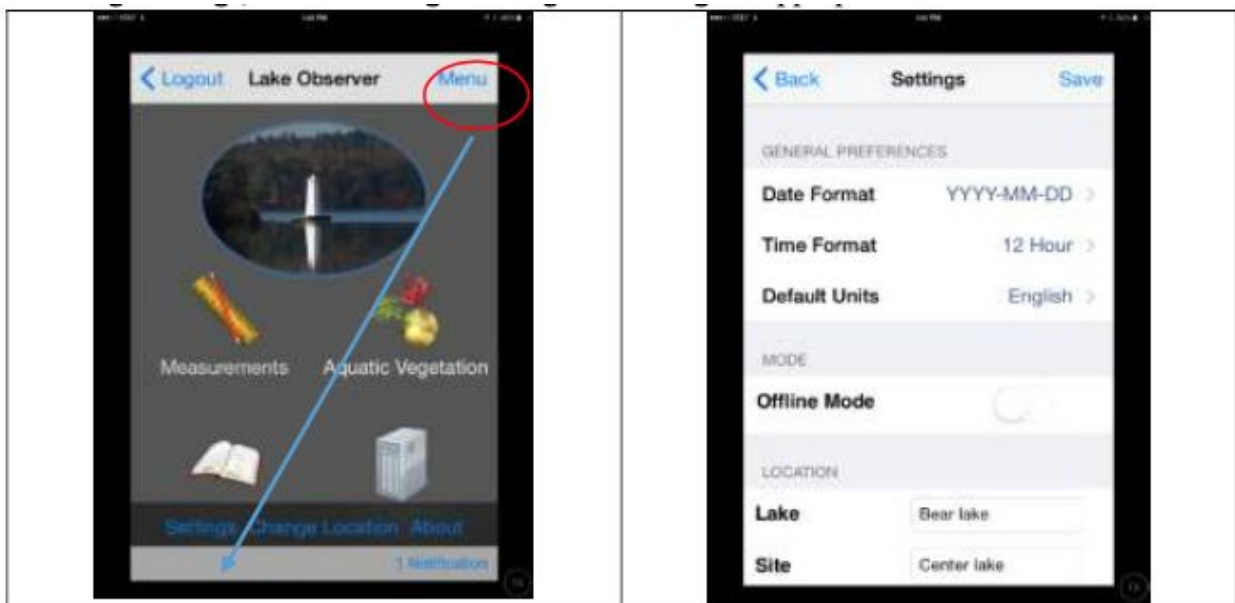 Logout Lake Observer Menu
Measurements Aquatic Vegetation
Settings Change Location About
1 Notification
Back Settings Save
GENERAL PREFERENCES
Date Format YYYY-MM-DD
Time Format 12 Hour
Default Units English
MODE
Offline Mode
LOCATION
Lake Bear lake
Site Center lake